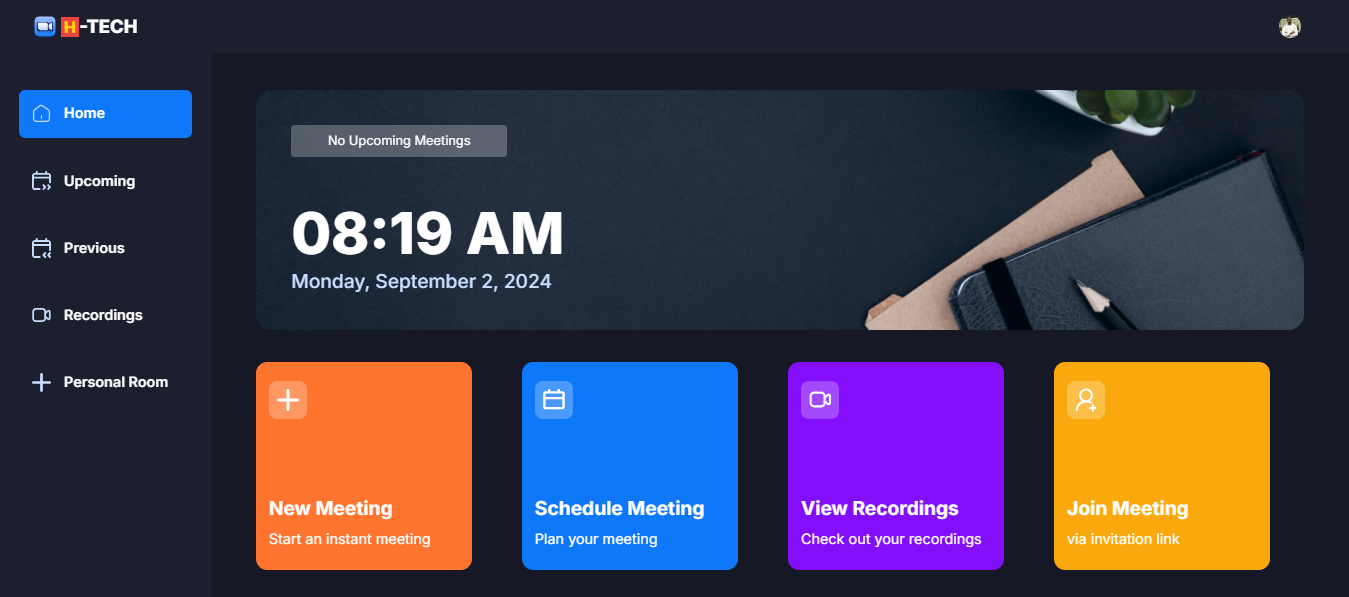 H-TECH
Home
Upcoming
Previous
Recordings
Personal Room
No Upcoming Meetings
08:19 AM
Monday, September 2, 2024
New Meeting
Start an instant meeting
Schedule Meeting
Plan your meeting
View Recordings
Check out your recordings
Join Meeting
via invitation link